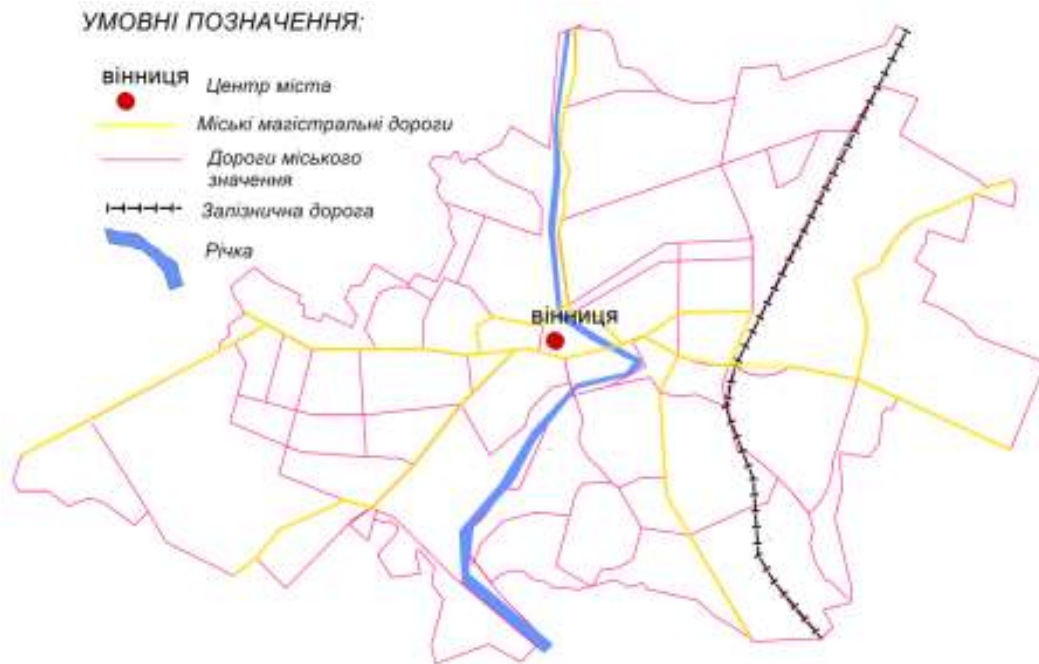 УМОВНІ ПОЗНАЧЕННЯ:
ВІННИЦЯ
Центр міста
Міські магістральні дороги
Дороги міського
значення
Залізнична дорога
Річка
ВІННИЦЯ